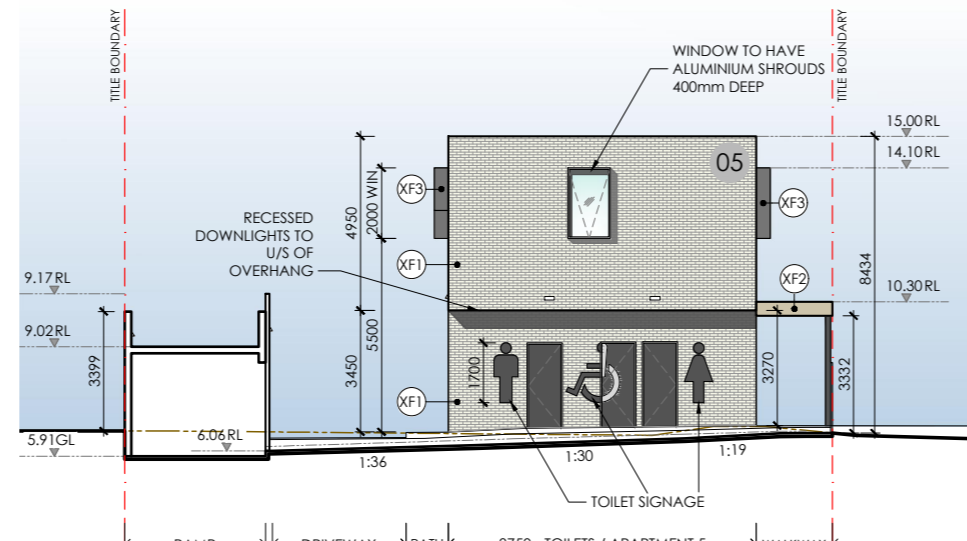 TITLE BOUNDARY
TITLE BOUNDARY
WINDOW TO HAVE
ALUMINIUM SHROUDS
400mm DEEP
15.00 RL
14.10 RL
05
XF3
XF3
4950
2000 WIN.
RECESSED
DOWNLIGHTS TO
U/S OF
OVERHANG
XF1
8434
XF2
9.17 RL
10.30 RL
9.02 RL
3399
3450
5500
1700
3270
3332
XF1
5.91GL
6.06 RL
1:36
1:30
1:19
TOILET SIGNAGE